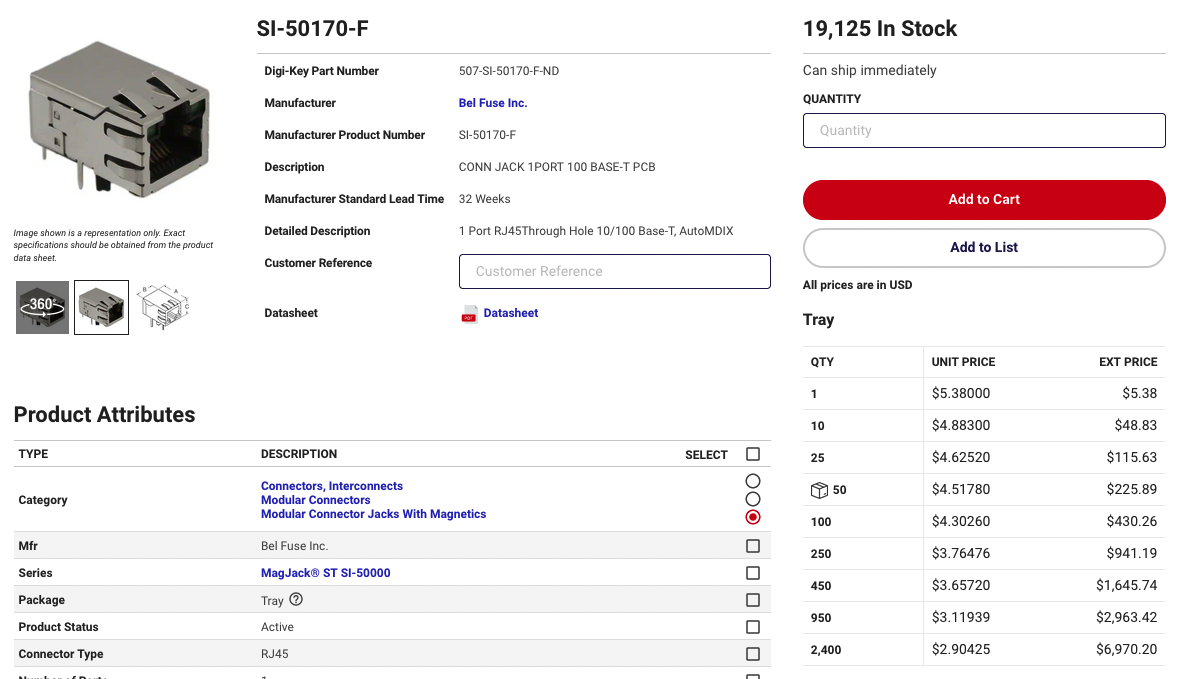 SI-50170-F
Digi-Key Part Number 507-SI-50170-F-ND
Manufacturer Bel Fuse Inc.
Manufacturer Product Number SI-50170-F
Description CONN JACK 1PORT 100 BASE-T PCB
Manufacturer Standard Lead Time 32 Weeks
Detailed Description 1 Port RJ45Through Hole 10/100 Base-T, AutoMDIX
Customer Reference Customer Reference
Datasheet PDF Datasheet
Image shown is a representation only. Exact
specifications should be obtained from the product
data sheet.
360°
B A C
19,125 In Stock
Can ship immediately
QUANTITY
Quantity
Add to Cart
Add to List
All prices are in USD
Tray
QTY UNIT PRICE EXT PRICE
1 $5.38000 $5.38
10 $4.88300 $48.83
25 $4.62520 $115.63
50 $4.51780 $225.89
100 $4.30260 $430.26
250 $3.76476 $941.19
450 $3.65720 $1,645.74
950 $3.11939 $2,963.42
2,400 $2.90425 $6,970.20
Product Attributes
TYPE DESCRIPTION SELECT
Category
Connectors, Interconnects
Modular Connectors
Modular Connector Jacks With Magnetics
Mfr Bel Fuse Inc.
Series MagJack® ST SI-50000
Package Tray ?
Product Status Active
Connector Type RJ45
Number of Ports 1